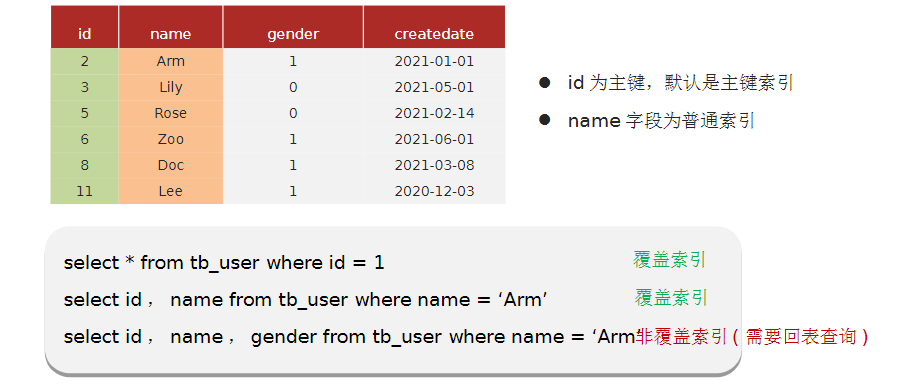 id name gender createdate
2 Arm 1 2021-01-01
3 Lily 0 2021-05-01
5 Rose 0 2021-02-14
6 Zoo 1 2021-06-01
8 Doc 1 2021-03-08
11 Lee 1 2020-12-03
● id 为主键，默认是主键索引
● name 字段为普通索引
select * from tb_user where id = 1 覆盖索引
select id ， name from tb_user where name = ‘Arm’ 覆盖索引
select id ， name ， gender from tb_user where name = ‘Arm’ 非覆盖索引 ( 需要回表查询 )